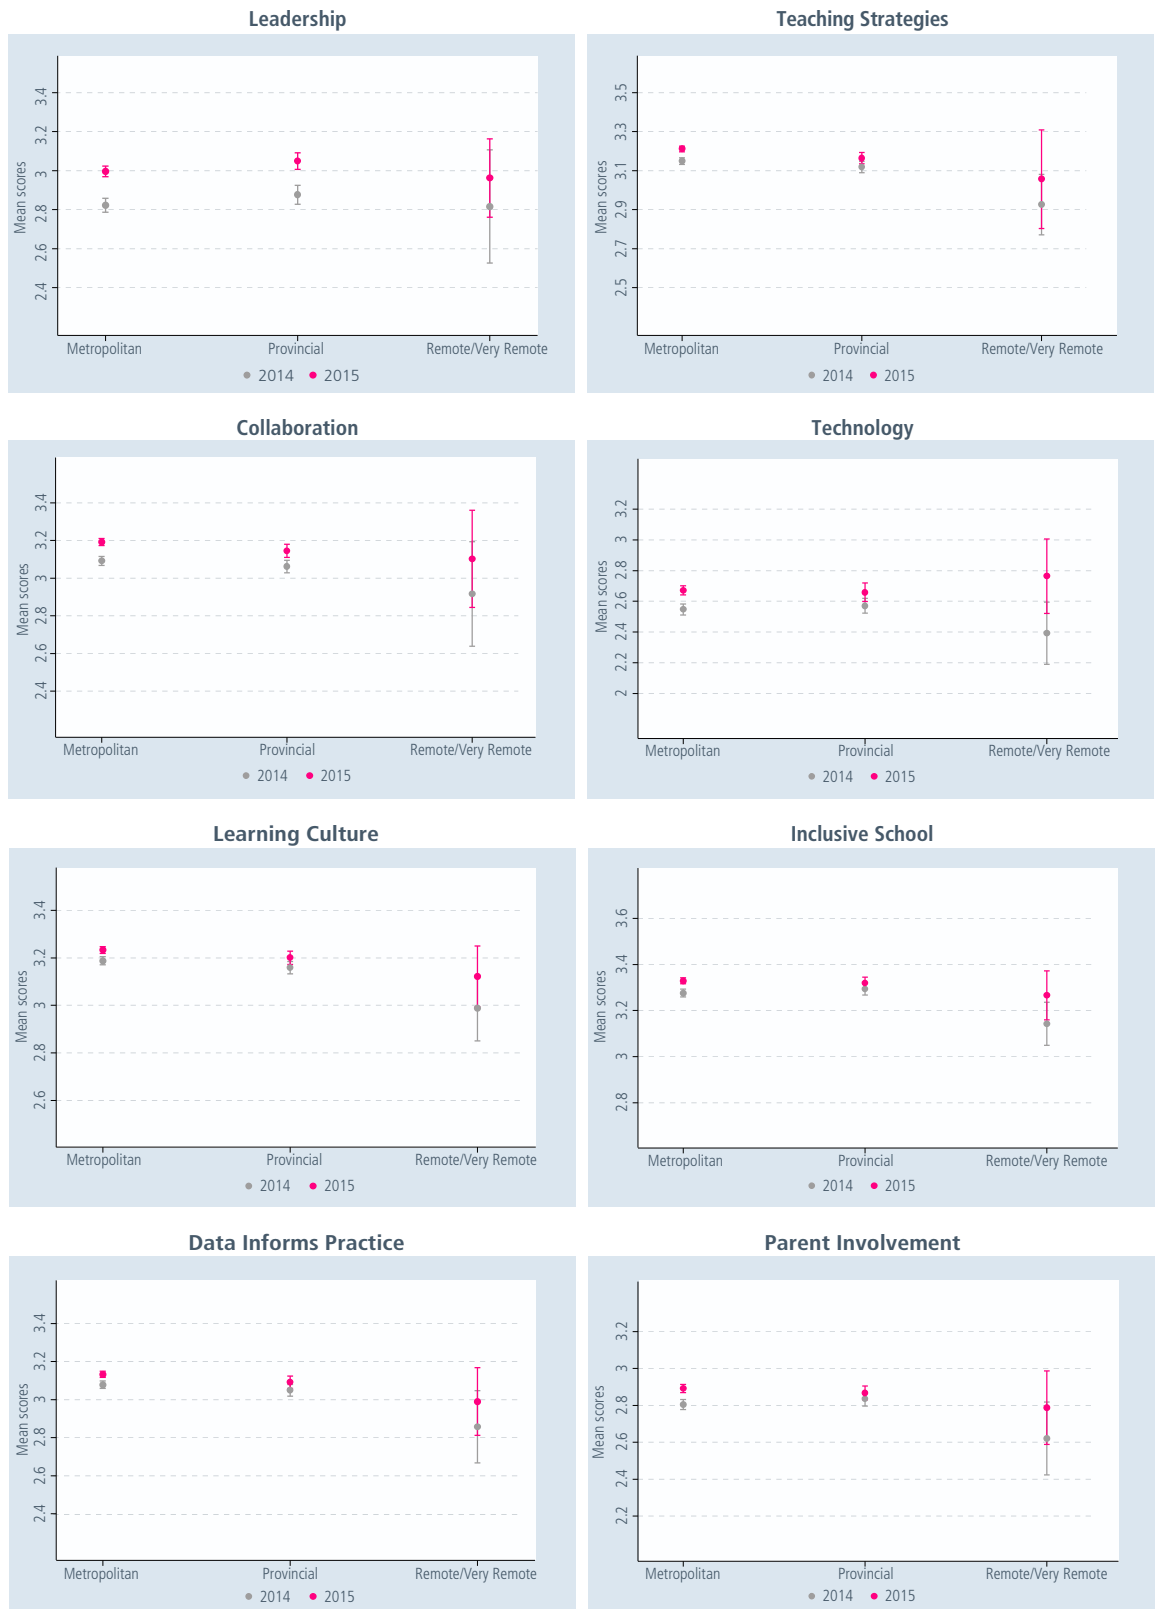 Leadership
3.4
3.2
3
2.8
2.6
2.4
Mean scores
Metropolitan
Provincial
Remote/Very Remote
2014
2015
Teaching Strategies
3.5
3.3
3.1
2.9
2.7
2.5
Mean scores
Metropolitan
Provincial
Remote/Very Remote
2014
2015
Collaboration
3.4
3.2
3
2.8
2.6
2.4
Mean scores
Metropolitan
Provincial
Remote/Very Remote
2014
2015
Technology
3.2
3
2.8
2.6
2.4
2.2
2
Mean scores
Metropolitan
Provincial
Remote/Very Remote
2014
2015
Learning Culture
3.4
3.2
3
2.8
2.6
Mean scores
Metropolitan
Provincial
Remote/Very Remote
2014
2015
Inclusive School
3.6
3.4
3.2
3
2.8
Mean scores
Metropolitan
Provincial
Remote/Very Remote
2014
2015
Data Informs Practice
3.4
3.2
3
2.8
2.6
2.4
Mean scores
Metropolitan
Provincial
Remote/Very Remote
2014
2015
Parent Involvement
3.2
3
2.8
2.6
2.4
2.2
Mean scores
Metropolitan
Provincial
Remote/Very Remote
2014
2015